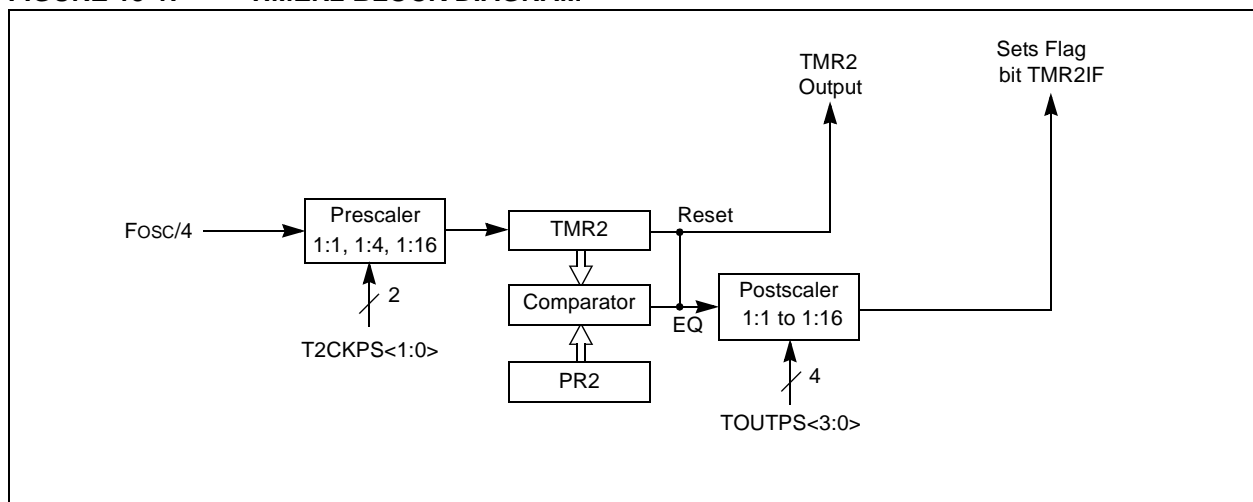 TMR2
Output
Sets Flag
bit TMR2IF
Fosc/4
Prescaler
1:1, 1:4, 1:16
2
T2CKPS<1:0>
TMR2
Reset
Comparator
EQ
PR2
Postscaler
1:1 to 1:16
4
TOUTPS<3:0>